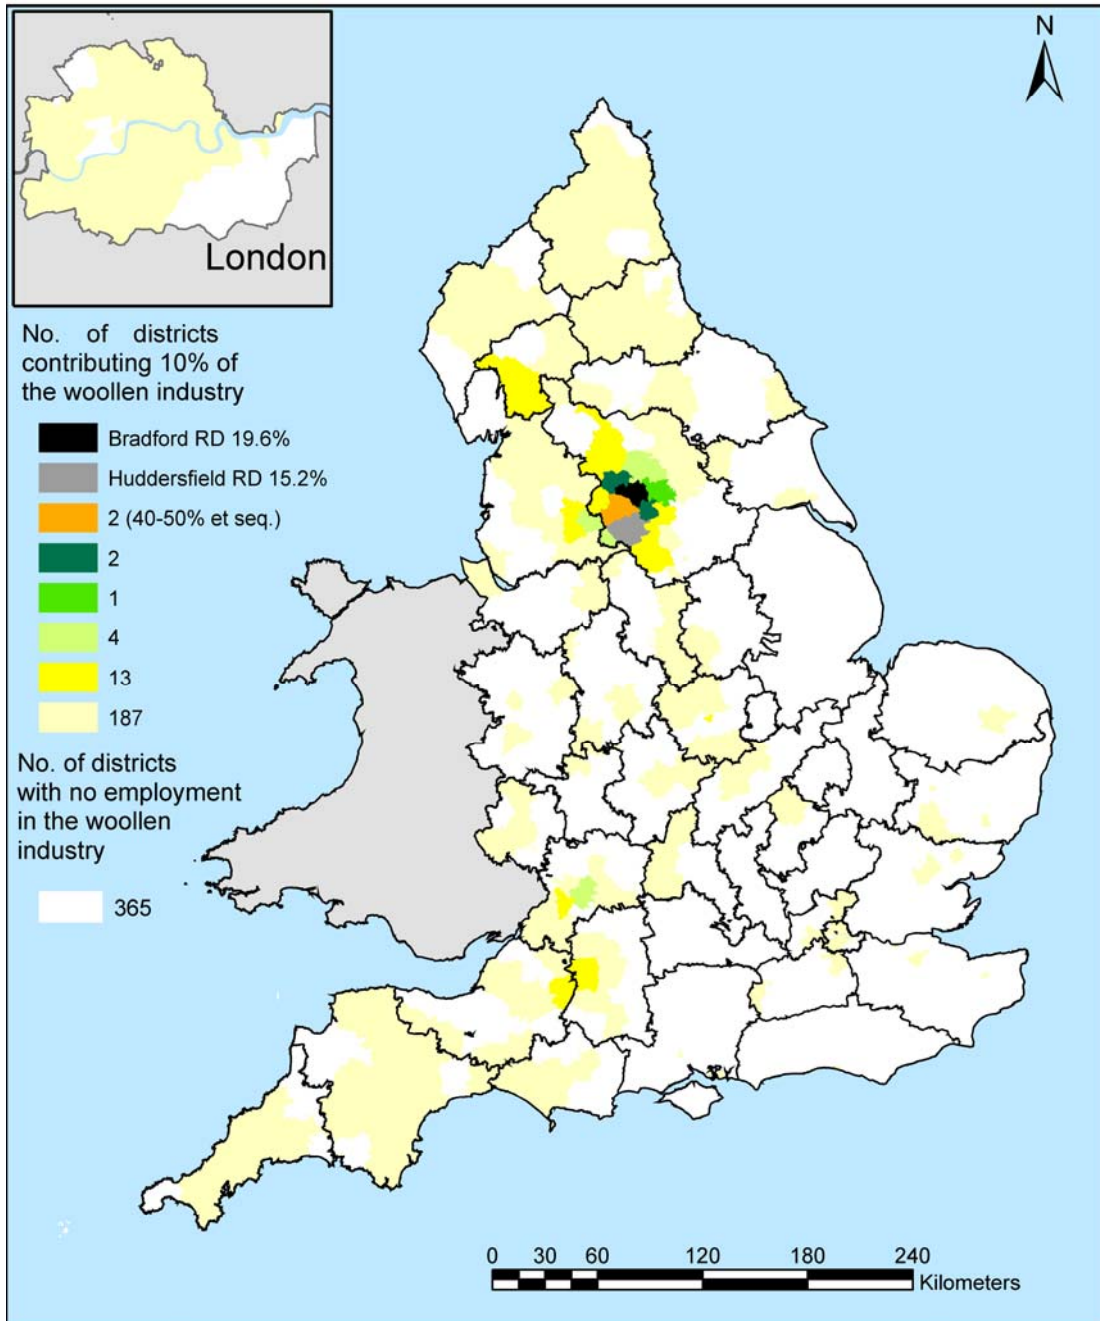 N
London
No. of districts
contributing 10% of
the woollen industry
Bradford RD 19.6%
Huddersfield RD 15.2%
2 (40-50% et seq.)
2
1
4
13
187
No. of districts
with no employment
in the woollen
industry
365
0 30 60 120 180 240
Kilometers